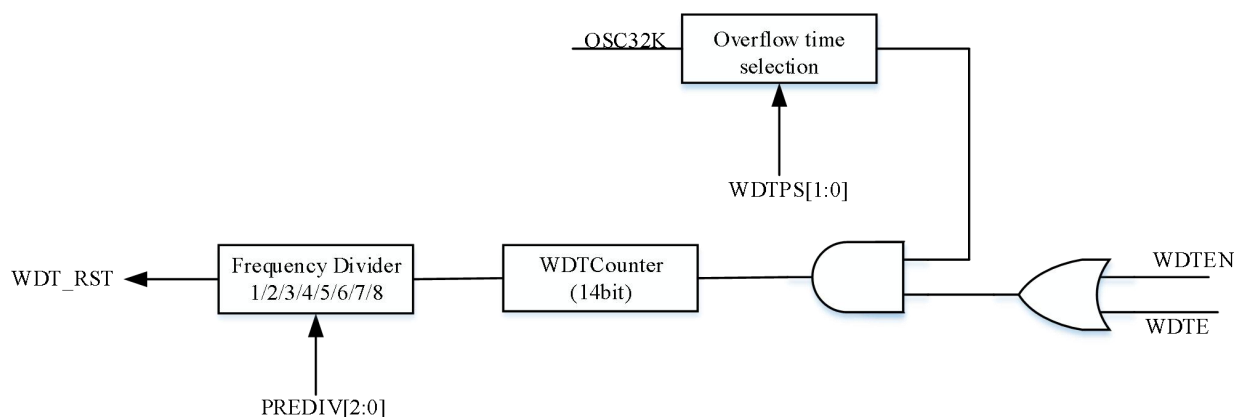 OSC32K
Overflow time
selection
WDTPS[1:0]
WDT_RST
Frequency Divider
1/2/3/4/5/6/7/8
WDTCounter
(14bit)
WDTEN
WDTE
PREDIV[2:0]